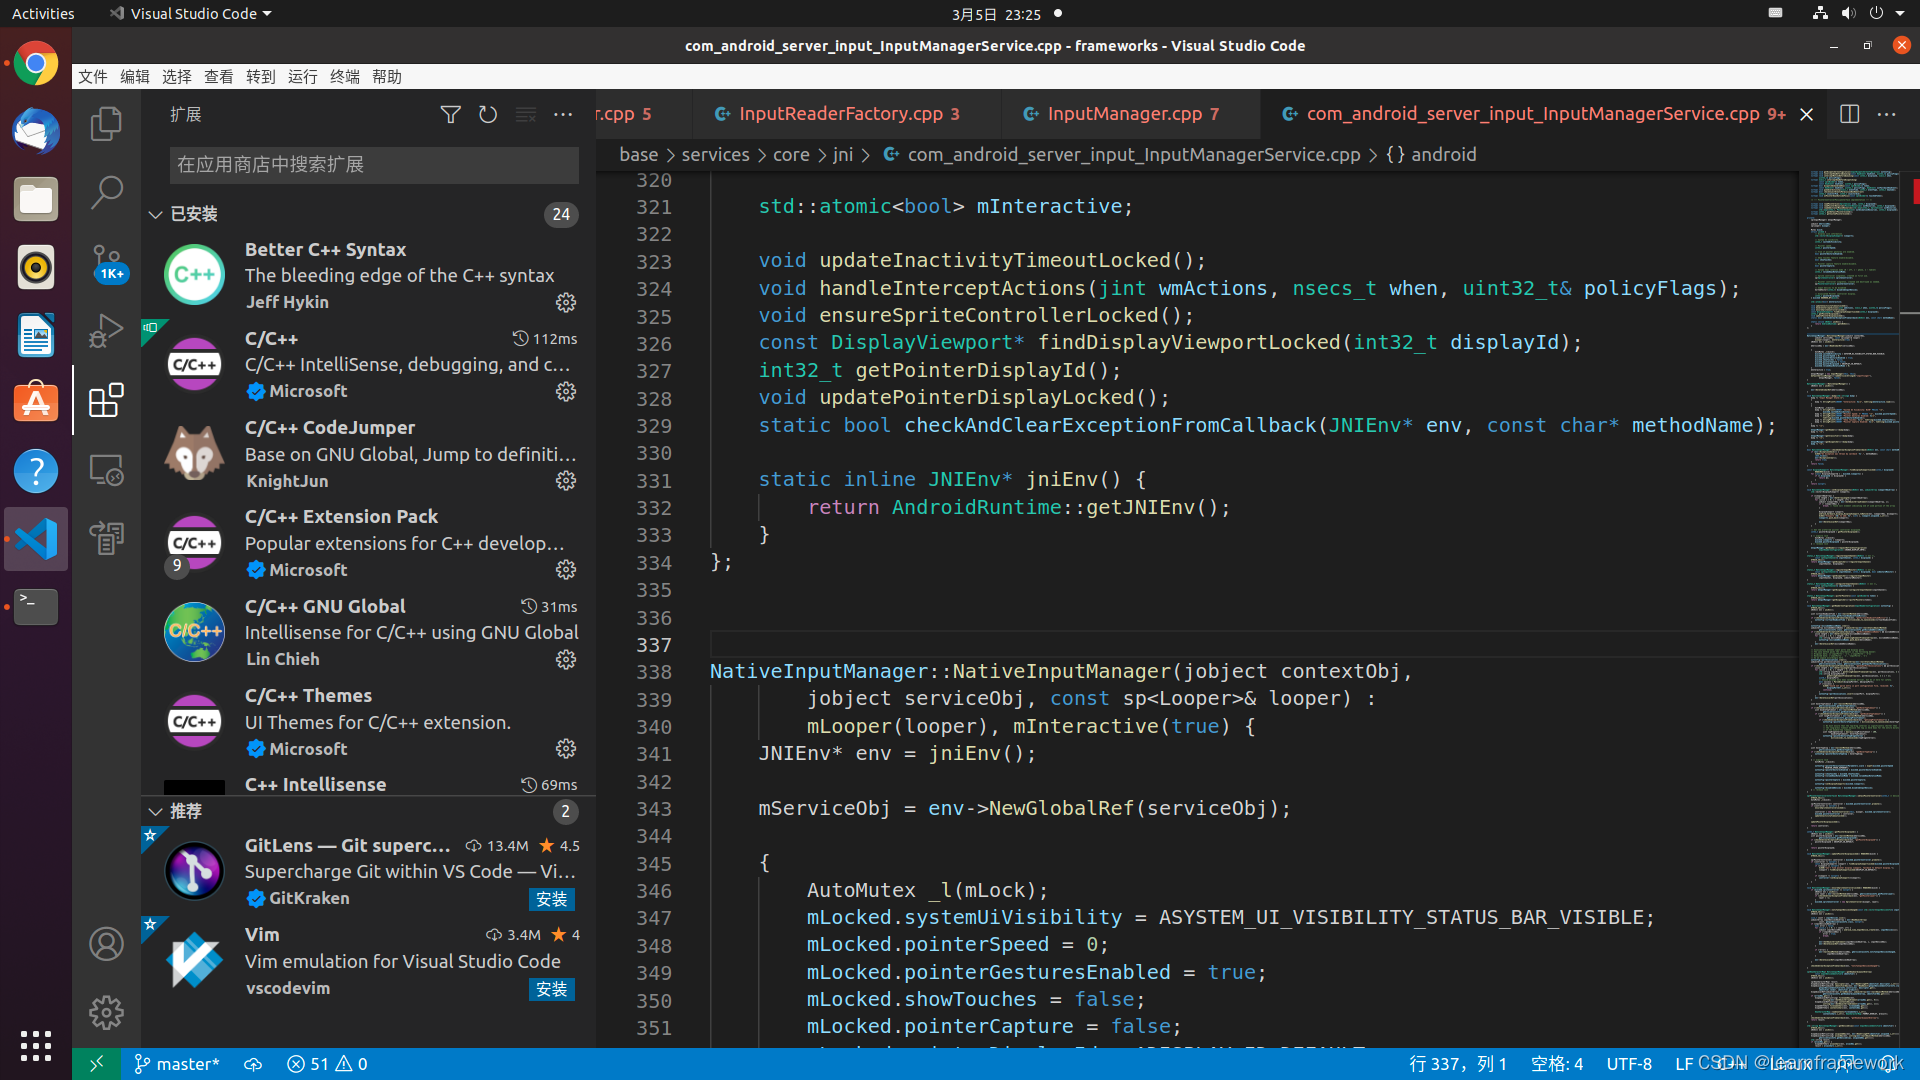 Activities
Visual Studio Code
3月5日 23:25
com_android_server_input_InputManagerService.cpp - frameworks - Visual Studio Code
文件 编辑 选择 查看 转到 运行 终端 帮助
扩展
r.cpp 5
InputReaderFactory.cpp 3
InputManager.cpp 7
com_android_server_input_InputManagerService.cpp 9+
base > services > core > jni > com_android_server_input_InputManagerService.cpp > {} android
在应用商店中搜索扩展
已安装 24
Better C++ Syntax
The bleeding edge of the C++ syntax
Jeff Hykin
C/C++ 112ms
C/C++ IntelliSense, debugging, and c…
Microsoft
C/C++ CodeJumper
Base on GNU Global, Jump to definiti…
KnightJun
C/C++ Extension Pack
Popular extensions for C++ develop…
Microsoft
9
C/C++ GNU Global 31ms
Intellisense for C/C++ using GNU Global
Lin Chieh
C/C++ Themes
UI Themes for C/C++ extension.
Microsoft
C++ Intellisense 69ms
推荐 2
GitLens — Git superc… 13.4M 4.5
Supercharge Git within VS Code — Vi…
GitKraken 安装
Vim 3.4M 4
Vim emulation for Visual Studio Code
vscodevim 安装
1K+
320
321 std::atomic<bool> mInteractive;
322
323 void updateInactivityTimeoutLocked();
324 void handleInterceptActions(jint wmActions, nsecs_t when, uint32_t& policyFlags);
325 void ensureSpriteControllerLocked();
326 const DisplayViewport* findDisplayViewportLocked(int32_t displayId);
327 int32_t getPointerDisplayId();
328 void updatePointerDisplayLocked();
329 static bool checkAndClearExceptionFromCallback(JNIEnv* env, const char* methodName);
330
331 static inline JNIEnv* jniEnv() {
332 return AndroidRuntime::getJNIEnv();
333 }
334 };
335
336
337
338 NativeInputManager::NativeInputManager(jobject contextObj,
339 jobject serviceObj, const sp<Looper>& looper) :
340 mLooper(looper), mInteractive(true) {
341 JNIEnv* env = jniEnv();
342
343 mServiceObj = env->NewGlobalRef(serviceObj);
344
345 {
346 AutoMutex _l(mLock);
347 mLocked.systemUiVisibility = ASYSTEM_UI_VISIBILITY_STATUS_BAR_VISIBLE;
348 mLocked.pointerSpeed = 0;
349 mLocked.pointerGesturesEnabled = true;
350 mLocked.showTouches = false;
351 mLocked.pointerCapture = false;
master* 51 0
行 337，列 1 空格: 4 UTF-8 LF C++ Linux
CSDN @learnframework